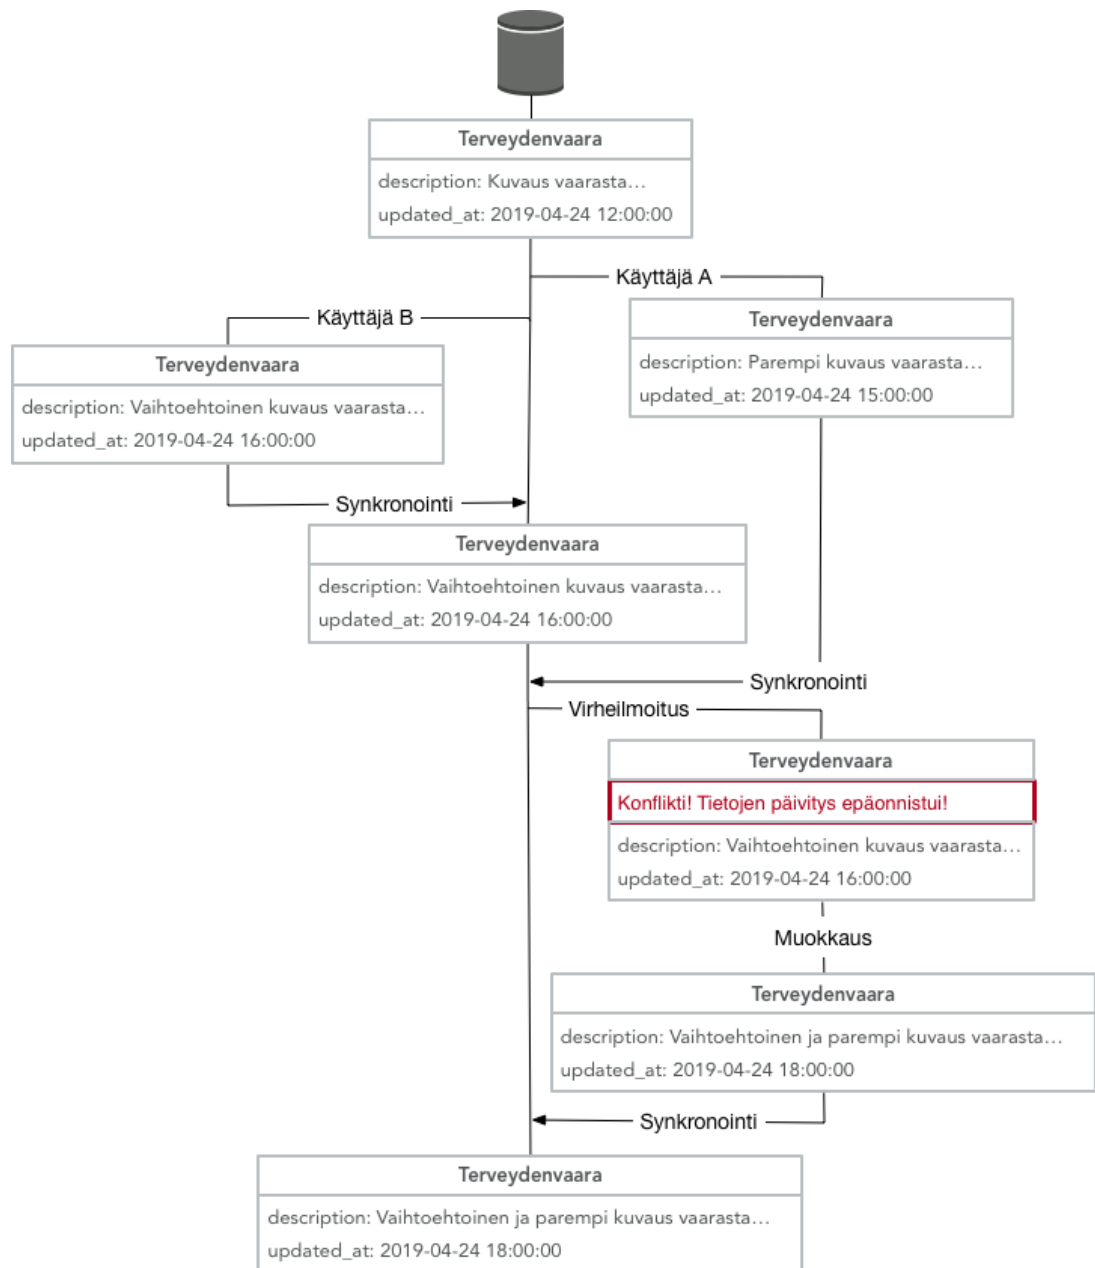 Terveydenvaara
description: Kuvaus vaarasta…
updated_at: 2019-04-24 12:00:00
Käyttäjä A
Käyttäjä B
Terveydenvaara
description: Parempi kuvaus vaarasta…
updated_at: 2019-04-24 15:00:00
Terveydenvaara
description: Vaihtoehtoinen kuvaus vaarasta…
updated_at: 2019-04-24 16:00:00
Synkronointi
Terveydenvaara
description: Vaihtoehtoinen kuvaus vaarasta…
updated_at: 2019-04-24 16:00:00
Synkronointi
Virheilmoitus
Terveydenvaara
Konflikti! Tietojen päivitys epäonnistui!
description: Vaihtoehtoinen kuvaus vaarasta…
updated_at: 2019-04-24 16:00:00
Muokkaus
Terveydenvaara
description: Vaihtoehtoinen ja parempi kuvaus vaarasta…
updated_at: 2019-04-24 18:00:00
Synkronointi
Terveydenvaara
description: Vaihtoehtoinen ja parempi kuvaus vaarasta…
updated_at: 2019-04-24 18:00:00